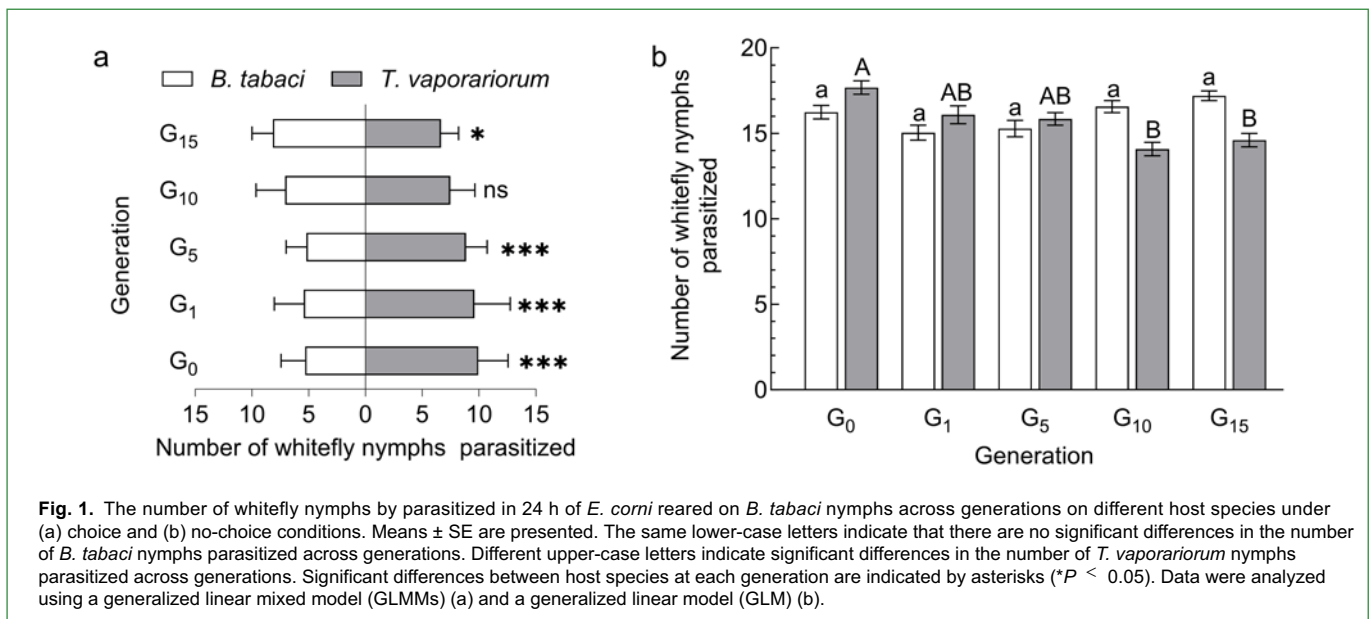 a
B. tabaci T. vaporariorum
G15 *
G10 ns
G5 ***
G1 ***
G0 ***
Generation
15 10 5 0 5 10 15
Number of whitefly nymphs parasitized
b
Number of whitefly nymphs
parasitized
20
15
10
5
0
a A a AB a AB a B a B
G0 G1 G5 G10 G15
Generation
Fig. 1. The number of whitefly nymphs by parasitized in 24 h of E. corni reared on B. tabaci nymphs across generations on different host species under
(a) choice and (b) no-choice conditions. Means ± SE are presented. The same lower-case letters indicate that there are no significant differences in the number
of B. tabaci nymphs parasitized across generations. Different upper-case letters indicate significant differences in the number of T. vaporariorum nymphs
parasitized across generations. Significant differences between host species at each generation are indicated by asterisks (*P < 0.05). Data were analyzed
using a generalized linear mixed model (GLMMs) (a) and a generalized linear model (GLM) (b).